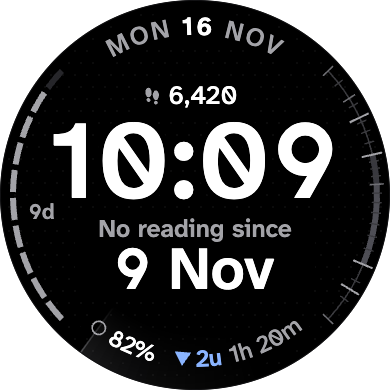 MON 16 NOV
6,420
10:09
9d
No reading since
9 Nov
82%
▼2u 1h 20m